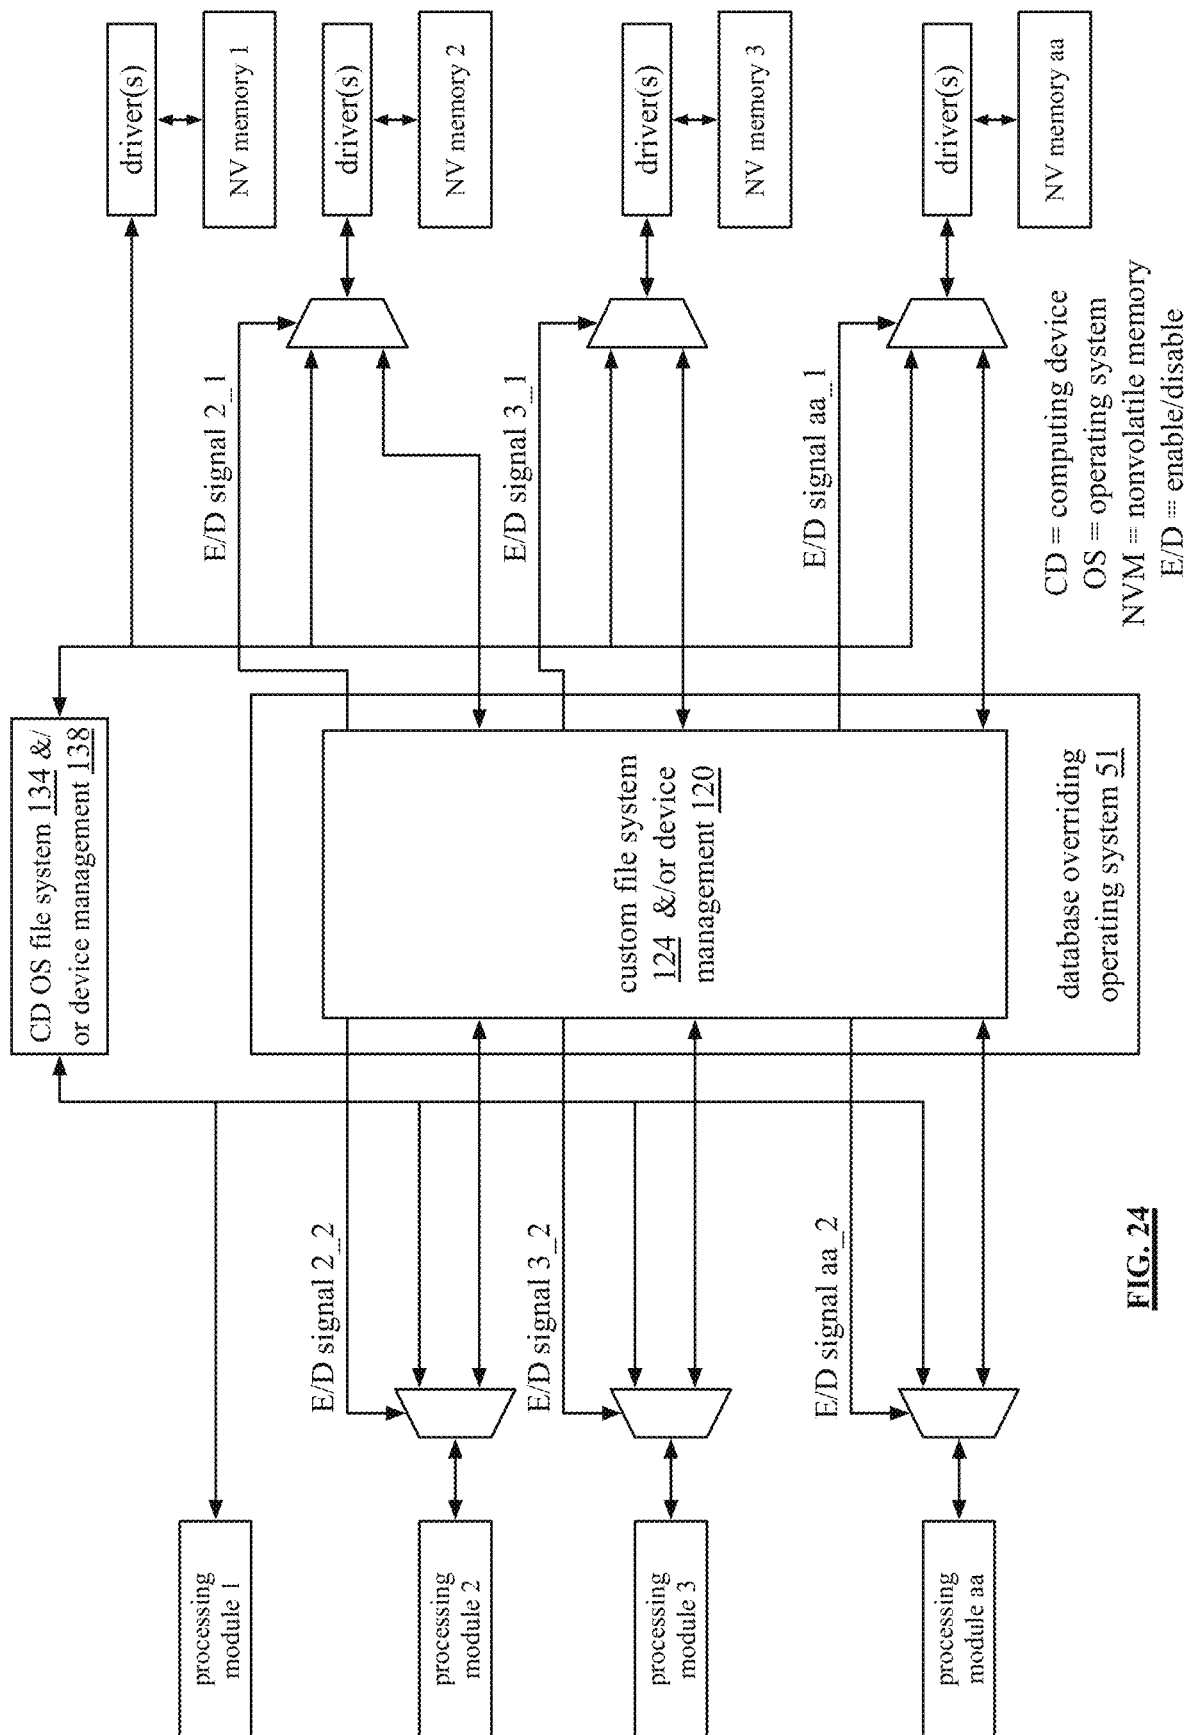 CD OS file system 134 &/
or device management 138
processing
module 1
processing
module 2
processing
module 3
processing
module aa
E/D signal 2_2
E/D signal 3_2
E/D signal aa_2
custom file system
124 &/or device
management 120
database overriding
operating system 51
E/D signal 2_1
E/D signal 3_1
E/D signal aa_1
driver(s)
NV memory 1
driver(s)
NV memory 2
driver(s)
NV memory 3
driver(s)
NV memory aa
CD = computing device
OS = operating system
NVM = nonvolatile memory
E/D = enable/disable
FIG. 24